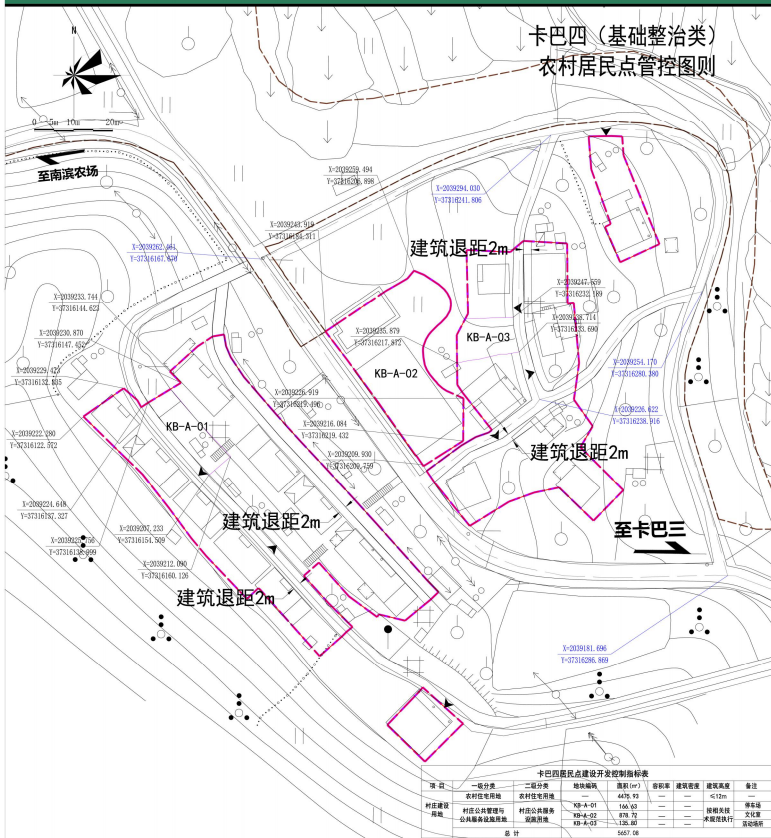 卡巴四（基础整治类）
农村居民点管控图则
N
0 5m 10m 20m
至南滨农场
X=2039259.494
Y=37316206.898
X=2039294.030
Y=37316241.806
X=2039243.919
Y=37316184.311
X=2039262.461
Y=37316167.670
建筑退距2m
X=2039247.659
Y=37316232.189
X=2039233.744
Y=37316144.623
X=2039230.870
Y=37316147.452
X=2039235.879
Y=37316217.872
KB-A-03
KB-A-02
X=2039254.170
Y=37316280.380
X=2039229.423
X=2039226.919
X=2039226.622
Y=37316238.916
KB-A-01
X=2039216.084
Y=37316219.432
X=2039222.280
Y=37316122.572
X=2039209.930
Y=37316209.759
建筑退距2m
X=2039224.648
Y=37316137.327
建筑退距2m
X=2039207.233
Y=37316154.509
至卡巴三
X=2039212.090
Y=37316160.126
建筑退距2m
X=2039181.696
Y=37316286.869
卡巴四居民点建设开发控制指标表
项 目 一级分类 二级分类 地块编码 面积(㎡) 容积率 建筑密度 建筑高度 备注
村庄建设用地 农村住宅用地 农村住宅用地 — 4475.93 — — ≤12m —
村庄公共管理与公共服务设施用地 村庄公共服务设施用地 KB-A-01 166.63 — — 按相关技术规范执行 停车场
KB-A-02 878.72 — — 文化室
KB-A-03 135.80 — — 活动场所
总 计 5657.08